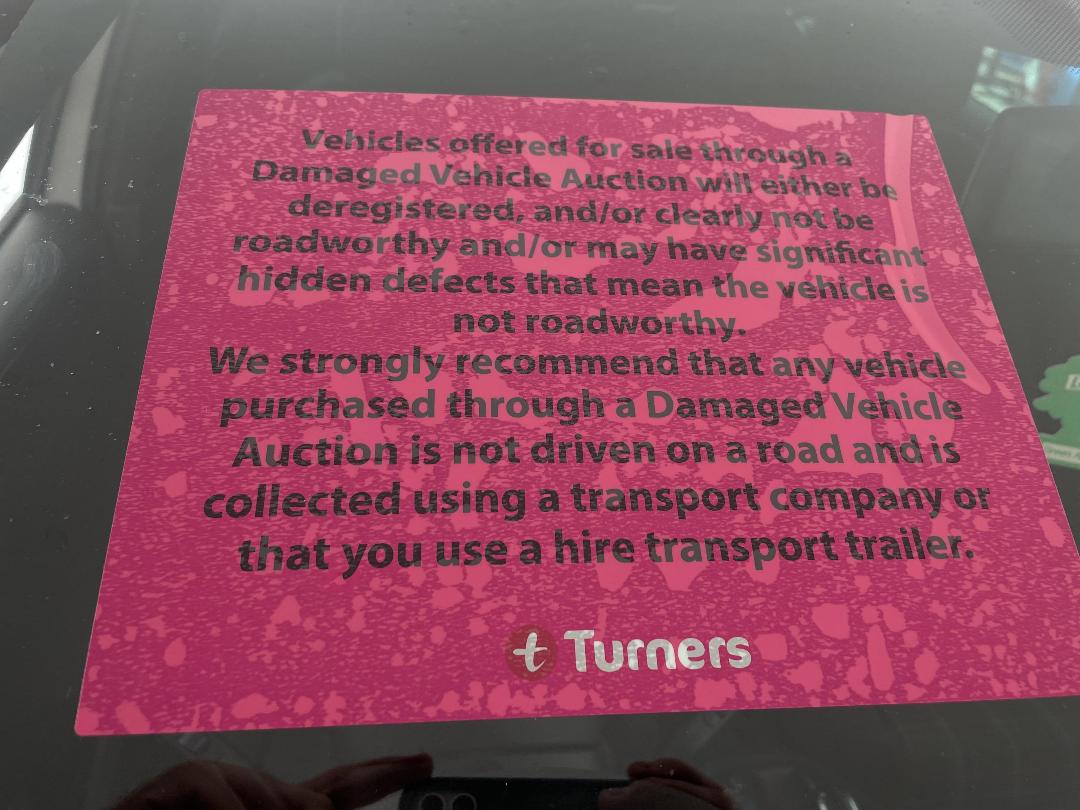 Vehicles offered for sale through a
Damaged Vehicle Auction will either be
deregistered, and/or clearly not be
roadworthy and/or may have significant
hidden defects that mean the vehicle is
not roadworthy.
We strongly recommend that any vehicle
purchased through a Damaged Vehicle
Auction is not driven on a road and is
collected using a transport company or
that you use a hire transport trailer.
t Turners